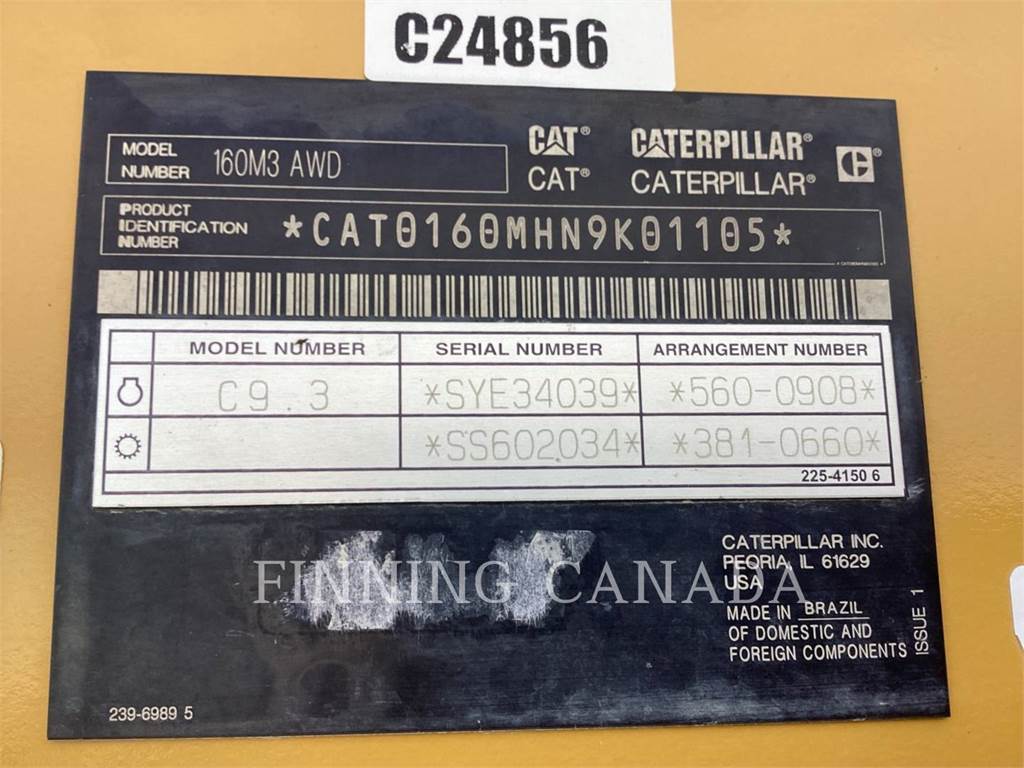 C24856
MODEL NUMBER 160M3 AWD
CAT® CATERPILLAR®
CAT® CATERPILLAR®
PRODUCT IDENTIFICATION NUMBER *CAT0160MHN9K01105*
MODEL NUMBER SERIAL NUMBER ARRANGEMENT NUMBER
C9.3 *SYE34039* *560-0908*
*SS602034* *381-0660*
225-4150 6
CATERPILLAR INC.
PEORIA, IL 61629
USA
FINNING CANADA
MADE IN BRAZIL
OF DOMESTIC AND
FOREIGN COMPONENTS
ISSUE 1
239-6989 5